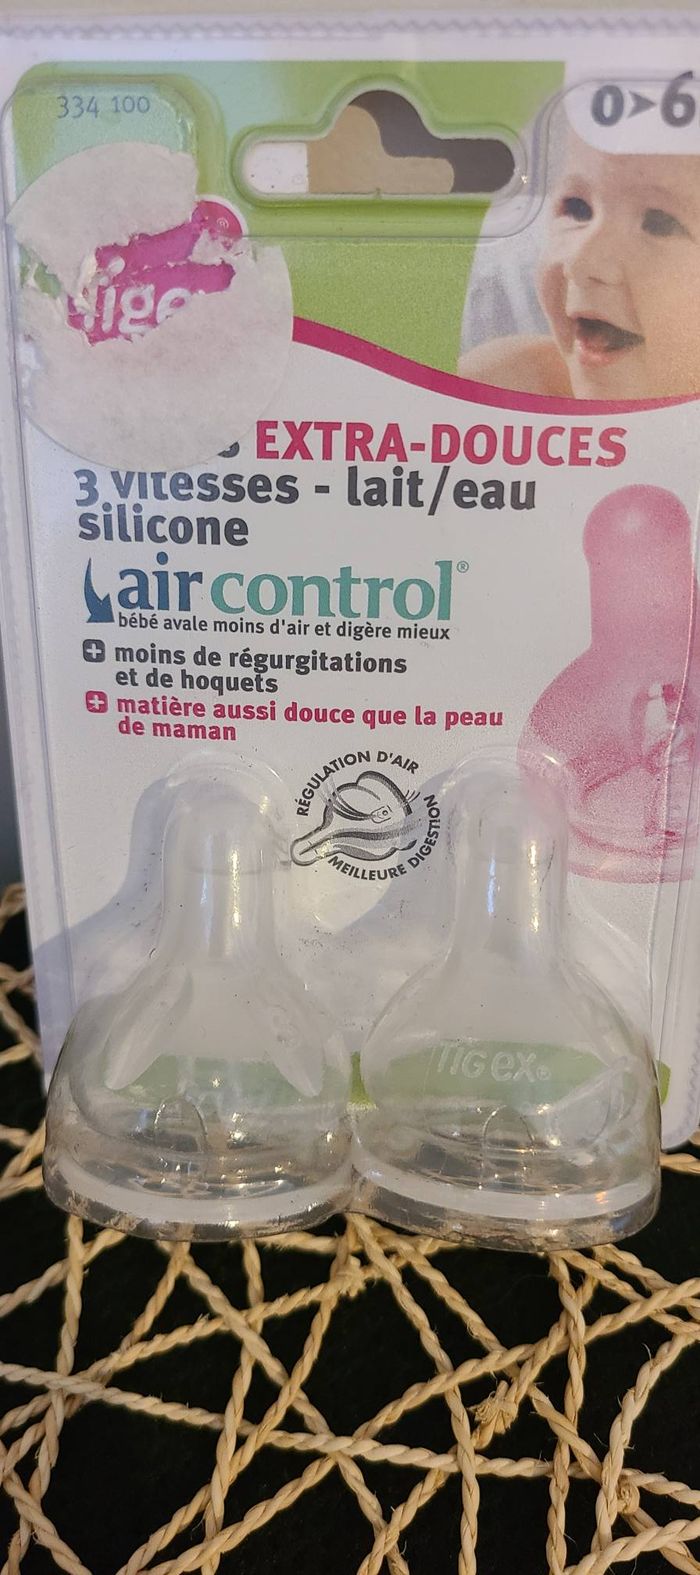 334 100
0>6
tige
®
EXTRA-DOUCES
3 vitesses - lait/eau
silicone
air control®
bébé avale moins d'air et digère mieux
+ moins de régurgitations
et de hoquets
+ matière aussi douce que la peau
de maman
RÉGULATION D'AIR
MEILLEURE DIGESTION
TIGEX®